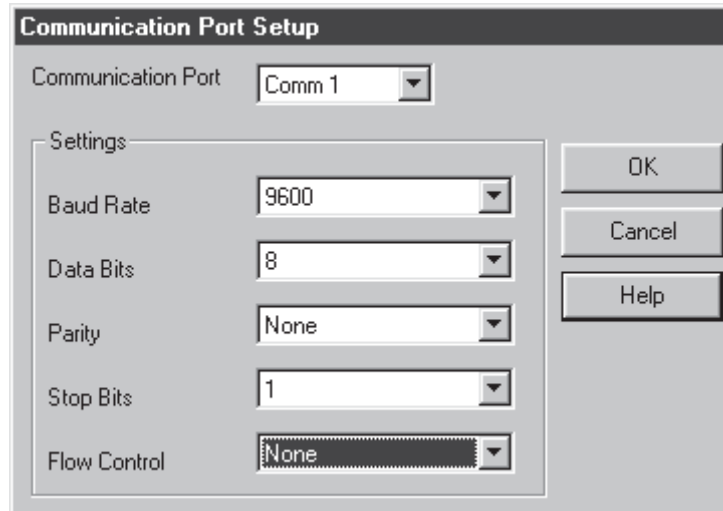 Communication Port Setup
Communication Port Comm 1
Settings
Baud Rate 9600
Data Bits 8
Parity None
Stop Bits 1
Flow Control None
OK
Cancel
Help